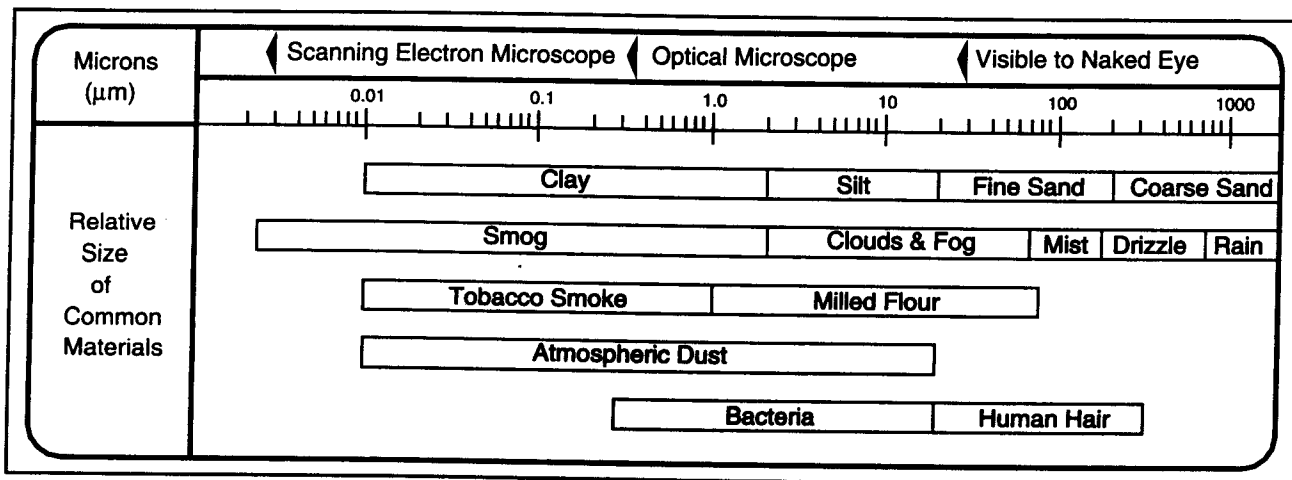 Microns
(μm)
Scanning Electron Microscope
Optical Microscope
Visible to Naked Eye
0.01
0.1
1.0
10
100
1000
Relative
Size
of
Common
Materials
Clay
Silt
Fine Sand
Coarse Sand
Smog
Clouds & Fog
Mist
Drizzle
Rain
Tobacco Smoke
Milled Flour
Atmospheric Dust
Bacteria
Human Hair